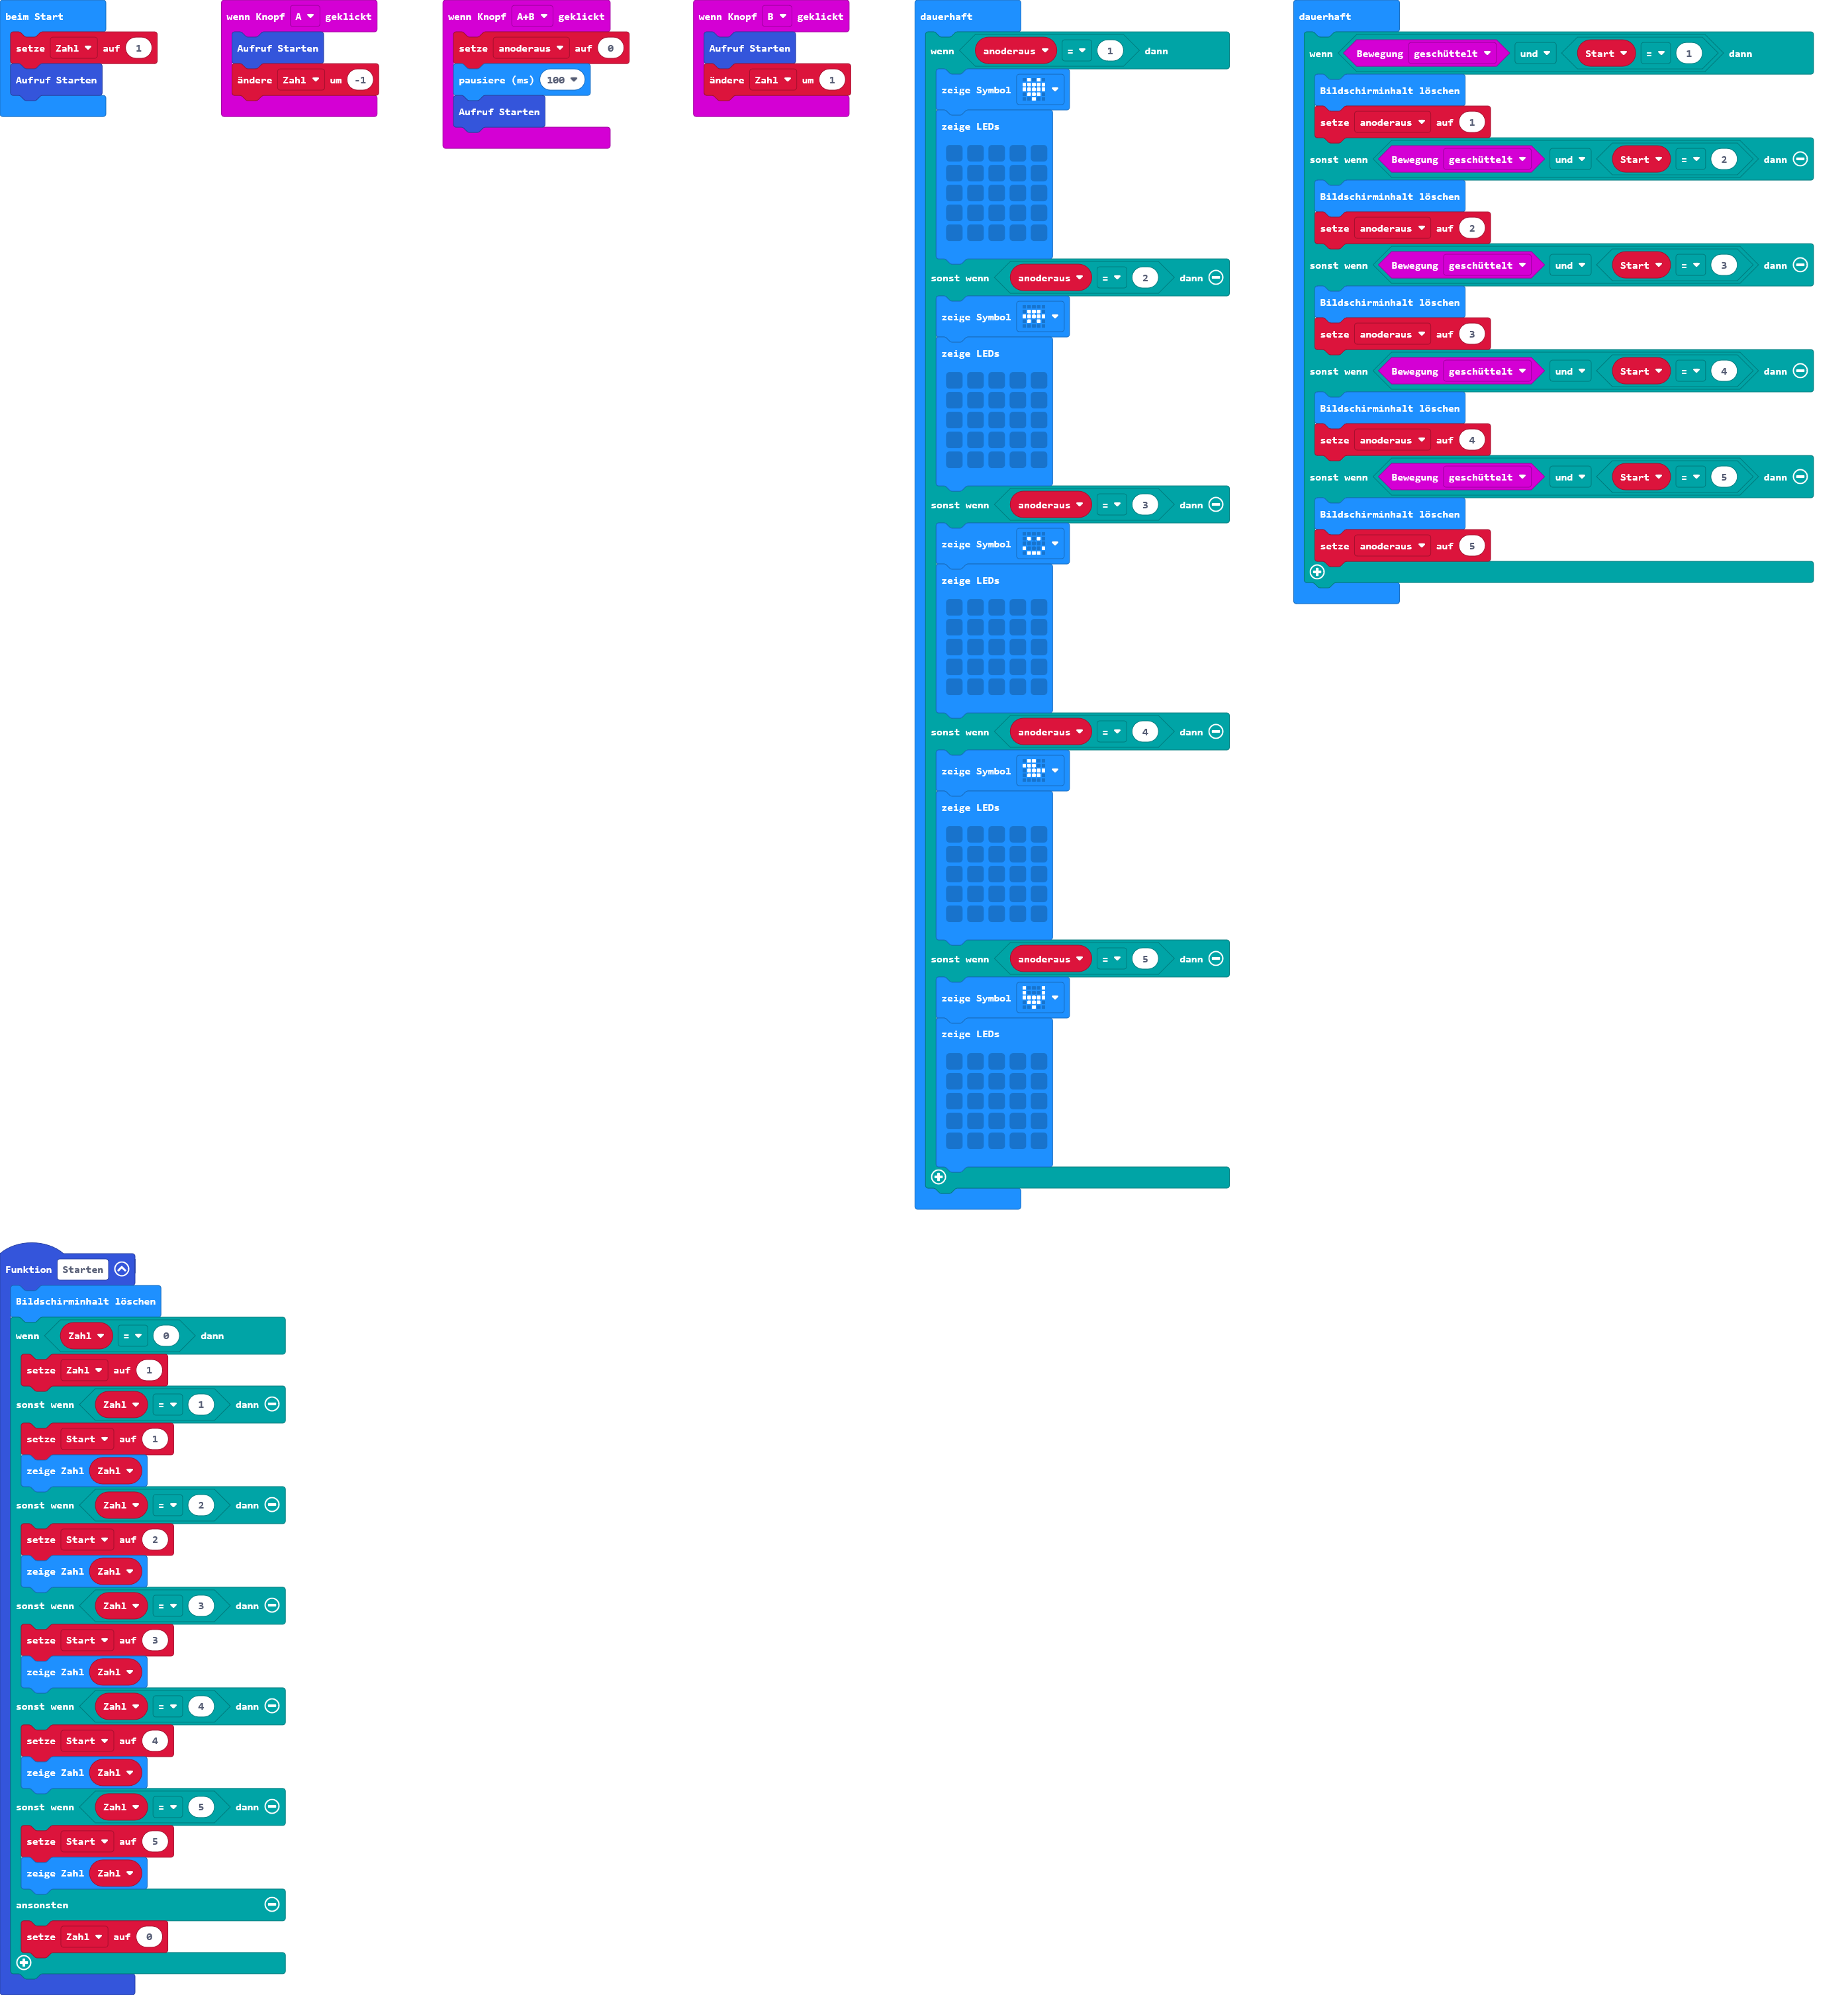 beim Start
setze Zahl auf 1
Aufruf Starten
wenn Knopf A geklickt
Aufruf Starten
ändere Zahl um -1
wenn Knopf A+B geklickt
setze anoderaus auf 0
pausiere (ms) 100
Aufruf Starten
wenn Knopf B geklickt
Aufruf Starten
ändere Zahl um 1
dauerhaft
wenn anoderaus = 1 dann
zeige Symbol
zeige LEDs
sonst wenn anoderaus = 2 dann
zeige Symbol
zeige LEDs
sonst wenn anoderaus = 3 dann
zeige Symbol
zeige LEDs
sonst wenn anoderaus = 4 dann
zeige Symbol
zeige LEDs
sonst wenn anoderaus = 5 dann
zeige Symbol
zeige LEDs
dauerhaft
wenn Bewegung geschüttelt und Start = 1 dann
Bildschirminhalt löschen
setze anoderaus auf 1
sonst wenn Bewegung geschüttelt und Start = 2 dann
Bildschirminhalt löschen
setze anoderaus auf 2
sonst wenn Bewegung geschüttelt und Start = 3 dann
Bildschirminhalt löschen
setze anoderaus auf 3
sonst wenn Bewegung geschüttelt und Start = 4 dann
Bildschirminhalt löschen
setze anoderaus auf 4
sonst wenn Bewegung geschüttelt und Start = 5 dann
Bildschirminhalt löschen
setze anoderaus auf 5
Funktion Starten
Bildschirminhalt löschen
wenn Zahl = 0 dann
setze Zahl auf 1
sonst wenn Zahl = 1 dann
setze Start auf 1
zeige Zahl Zahl
sonst wenn Zahl = 2 dann
setze Start auf 2
zeige Zahl Zahl
sonst wenn Zahl = 3 dann
setze Start auf 3
zeige Zahl Zahl
sonst wenn Zahl = 4 dann
setze Start auf 4
zeige Zahl Zahl
sonst wenn Zahl = 5 dann
setze Start auf 5
zeige Zahl Zahl
ansonsten
setze Zahl auf 0